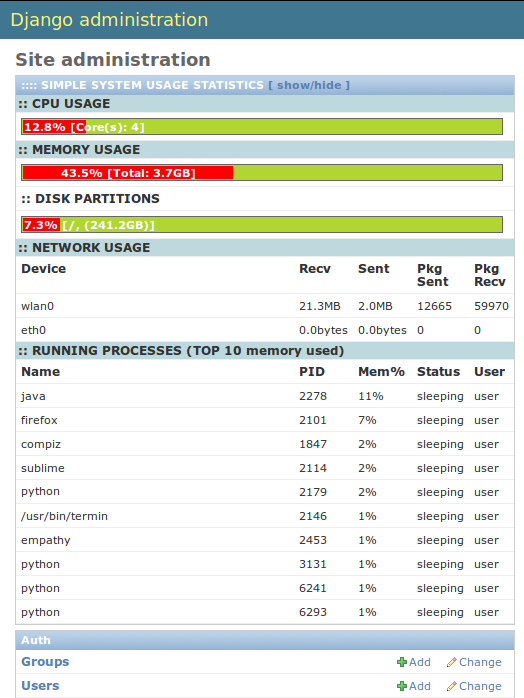 Django administration
Site administration
:::: SIMPLE SYSTEM USAGE STATISTICS [ show/hide ]
:: CPU USAGE
12.8% [Core(s): 4]
:: MEMORY USAGE
43.5% [Total: 3.7GB]
:: DISK PARTITIONS
7.3% [/, (241.2GB)]
:: NETWORK USAGE
Device Recv Sent Pkg Sent Pkg Recv
wlan0 21.3MB 2.0MB 12665 59970
eth0 0.0bytes 0.0bytes 0 0
:: RUNNING PROCESSES (TOP 10 memory used)
Name PID Mem% Status User
java 2278 11% sleeping user
firefox 2101 7% sleeping user
compiz 1847 2% sleeping user
sublime 2114 2% sleeping user
python 2179 2% sleeping user
/usr/bin/termin 2146 1% sleeping user
empathy 2453 1% sleeping user
python 3131 1% sleeping user
python 6241 1% sleeping user
python 6293 1% sleeping user
Auth
Groups Add Change
Users Add Change